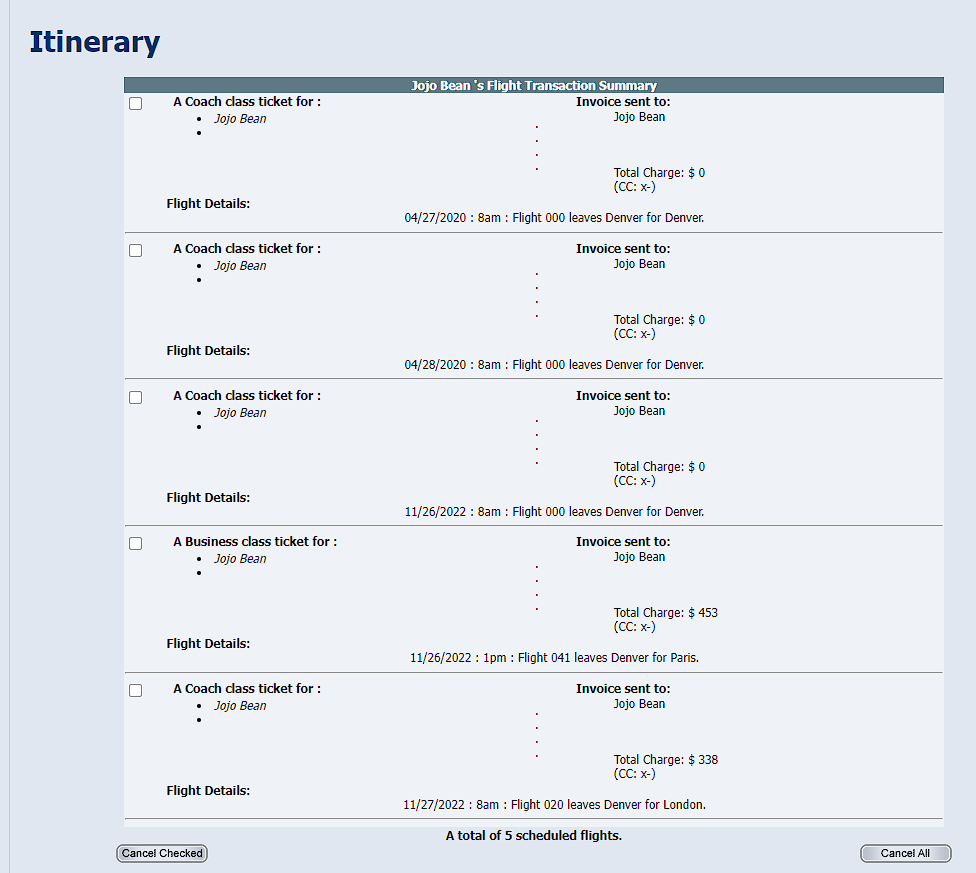 Itinerary
Jojo Bean 's Flight Transaction Summary
A Coach class ticket for :
Jojo Bean
Invoice sent to:
Jojo Bean
Total Charge: $ 0
(CC: x-)
Flight Details:
04/27/2020 : 8am : Flight 000 leaves Denver for Denver.
A Coach class ticket for :
Jojo Bean
Invoice sent to:
Jojo Bean
Total Charge: $ 0
(CC: x-)
Flight Details:
04/28/2020 : 8am : Flight 000 leaves Denver for Denver.
A Coach class ticket for :
Jojo Bean
Invoice sent to:
Jojo Bean
Total Charge: $ 0
(CC: x-)
Flight Details:
11/26/2022 : 8am : Flight 000 leaves Denver for Denver.
A Business class ticket for :
Jojo Bean
Invoice sent to:
Jojo Bean
Total Charge: $ 453
(CC: x-)
Flight Details:
11/26/2022 : 1pm : Flight 041 leaves Denver for Paris.
A Coach class ticket for :
Jojo Bean
Invoice sent to:
Jojo Bean
Total Charge: $ 338
(CC: x-)
Flight Details:
11/27/2022 : 8am : Flight 020 leaves Denver for London.
A total of 5 scheduled flights.
Cancel Checked
Cancel All